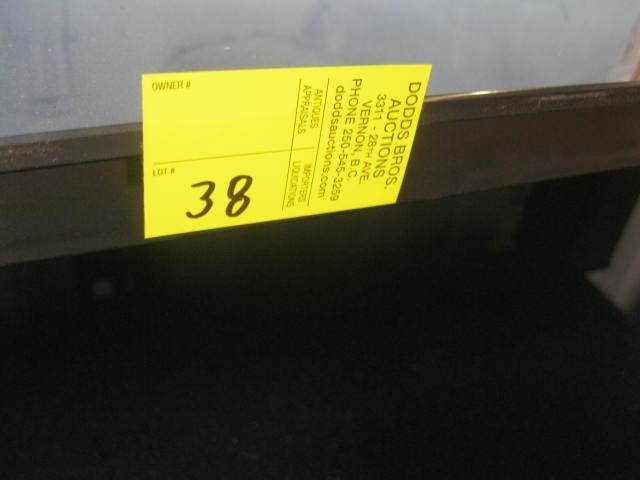 OWNER #
LOT #
38
DODDS BROS.
AUCTIONS
3311 - 28TH AVE.
VERNON, B.C.
PHONE 250-545-3259
doddsauctions.com
ANTIQUES
APPRAISALS
IMPORTERS
LIQUIDATIONS